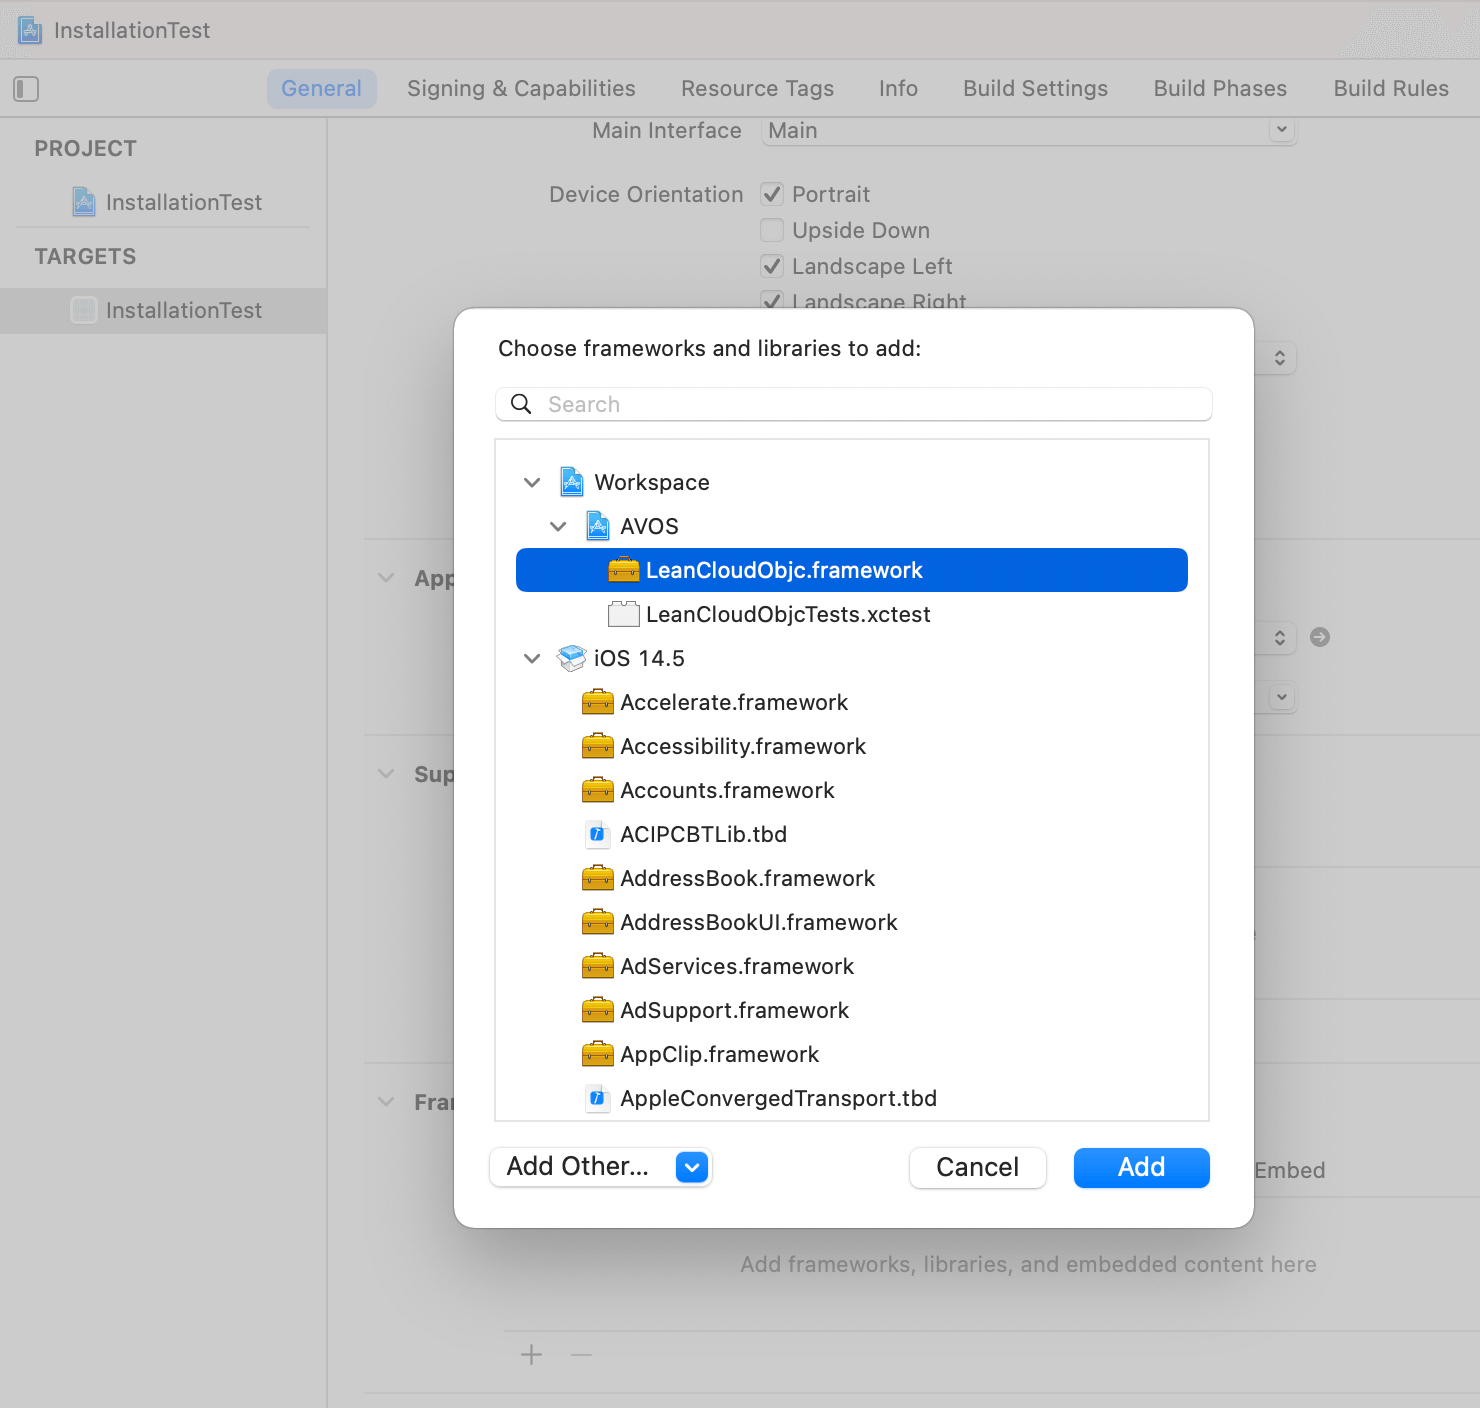 InstallationTest
General Signing & Capabilities Resource Tags Info Build Settings Build Phases Build Rules
PROJECT
InstallationTest
TARGETS
InstallationTest
Main Interface Main
Device Orientation Portrait
Upside Down
Landscape Left
Landscape Right
Choose frameworks and libraries to add:
Search
Workspace
AVOS
LeanCloudObjc.framework
LeanCloudObjcTests.xctest
iOS 14.5
Accelerate.framework
Accessibility.framework
Accounts.framework
ACIPCBTLib.tbd
AddressBook.framework
AddressBookUI.framework
AdServices.framework
AdSupport.framework
AppClip.framework
AppleConvergedTransport.tbd
Add Other... Cancel Add
App
Sup
Fra
Embed
Add frameworks, libraries, and embedded content here